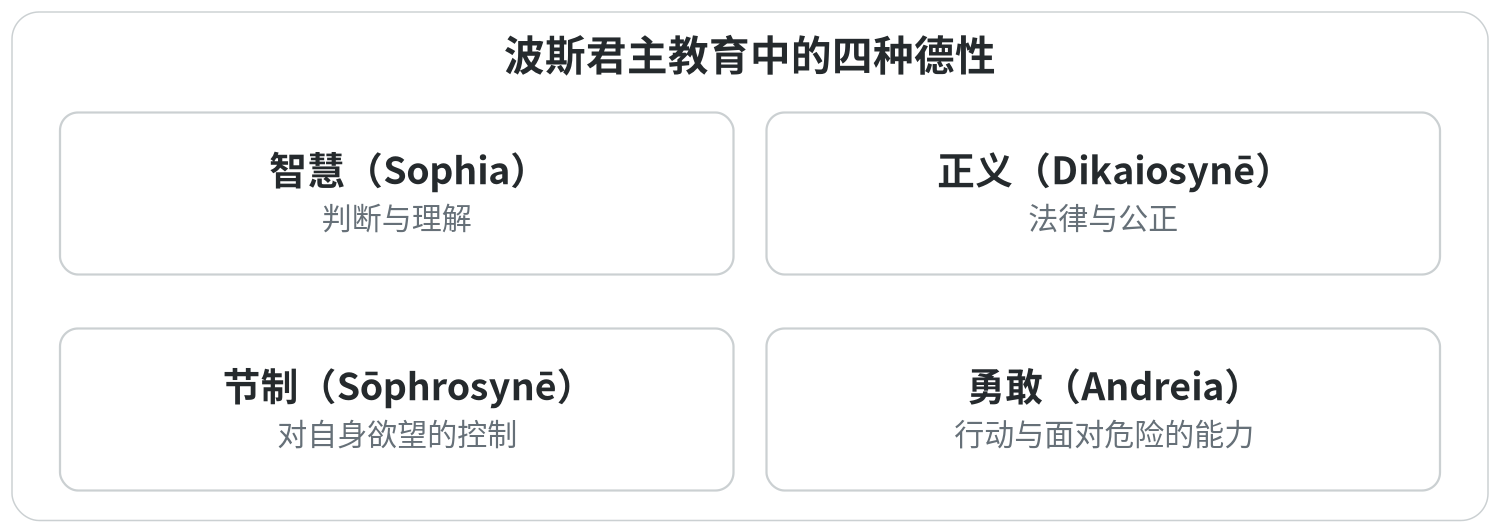 波斯君主教育中的四种德性
智慧（Sophia）
判断与理解
正义（Dikaiosynē）
法律与公正
节制（Sōphrosynē）
对自身欲望的控制
勇敢（Andreia）
行动与面对危险的能力